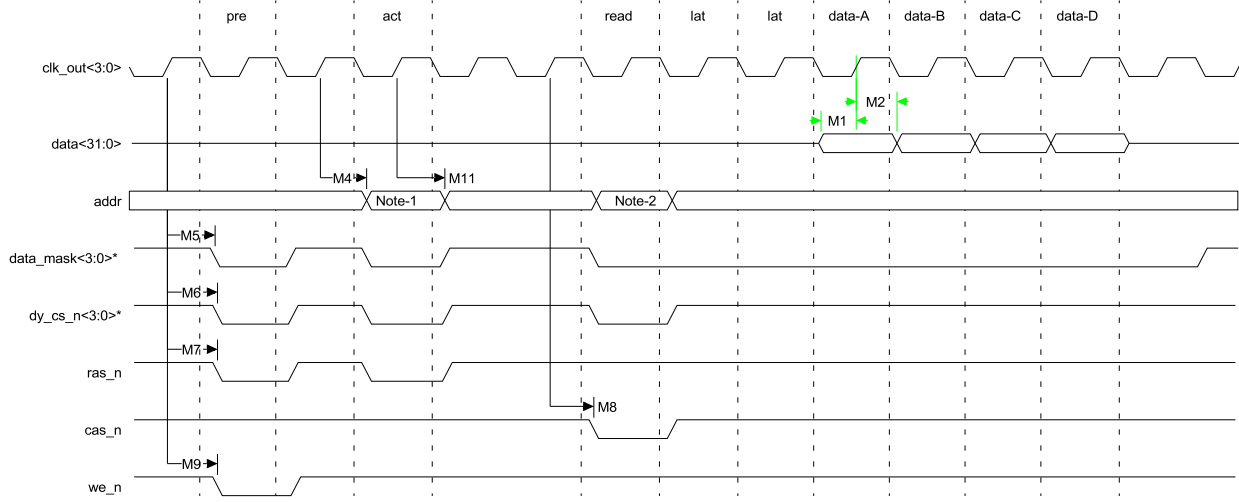 pre act read lat lat data-A data-B data-C data-D
clk_out<3:0>
M2
M1
data<31:0>
M4 M11
addr Note-1 Note-2
M5
data_mask<3:0>*
M6
dy_cs_n<3:0>*
M7
ras_n
M8
cas_n
M9
we_n